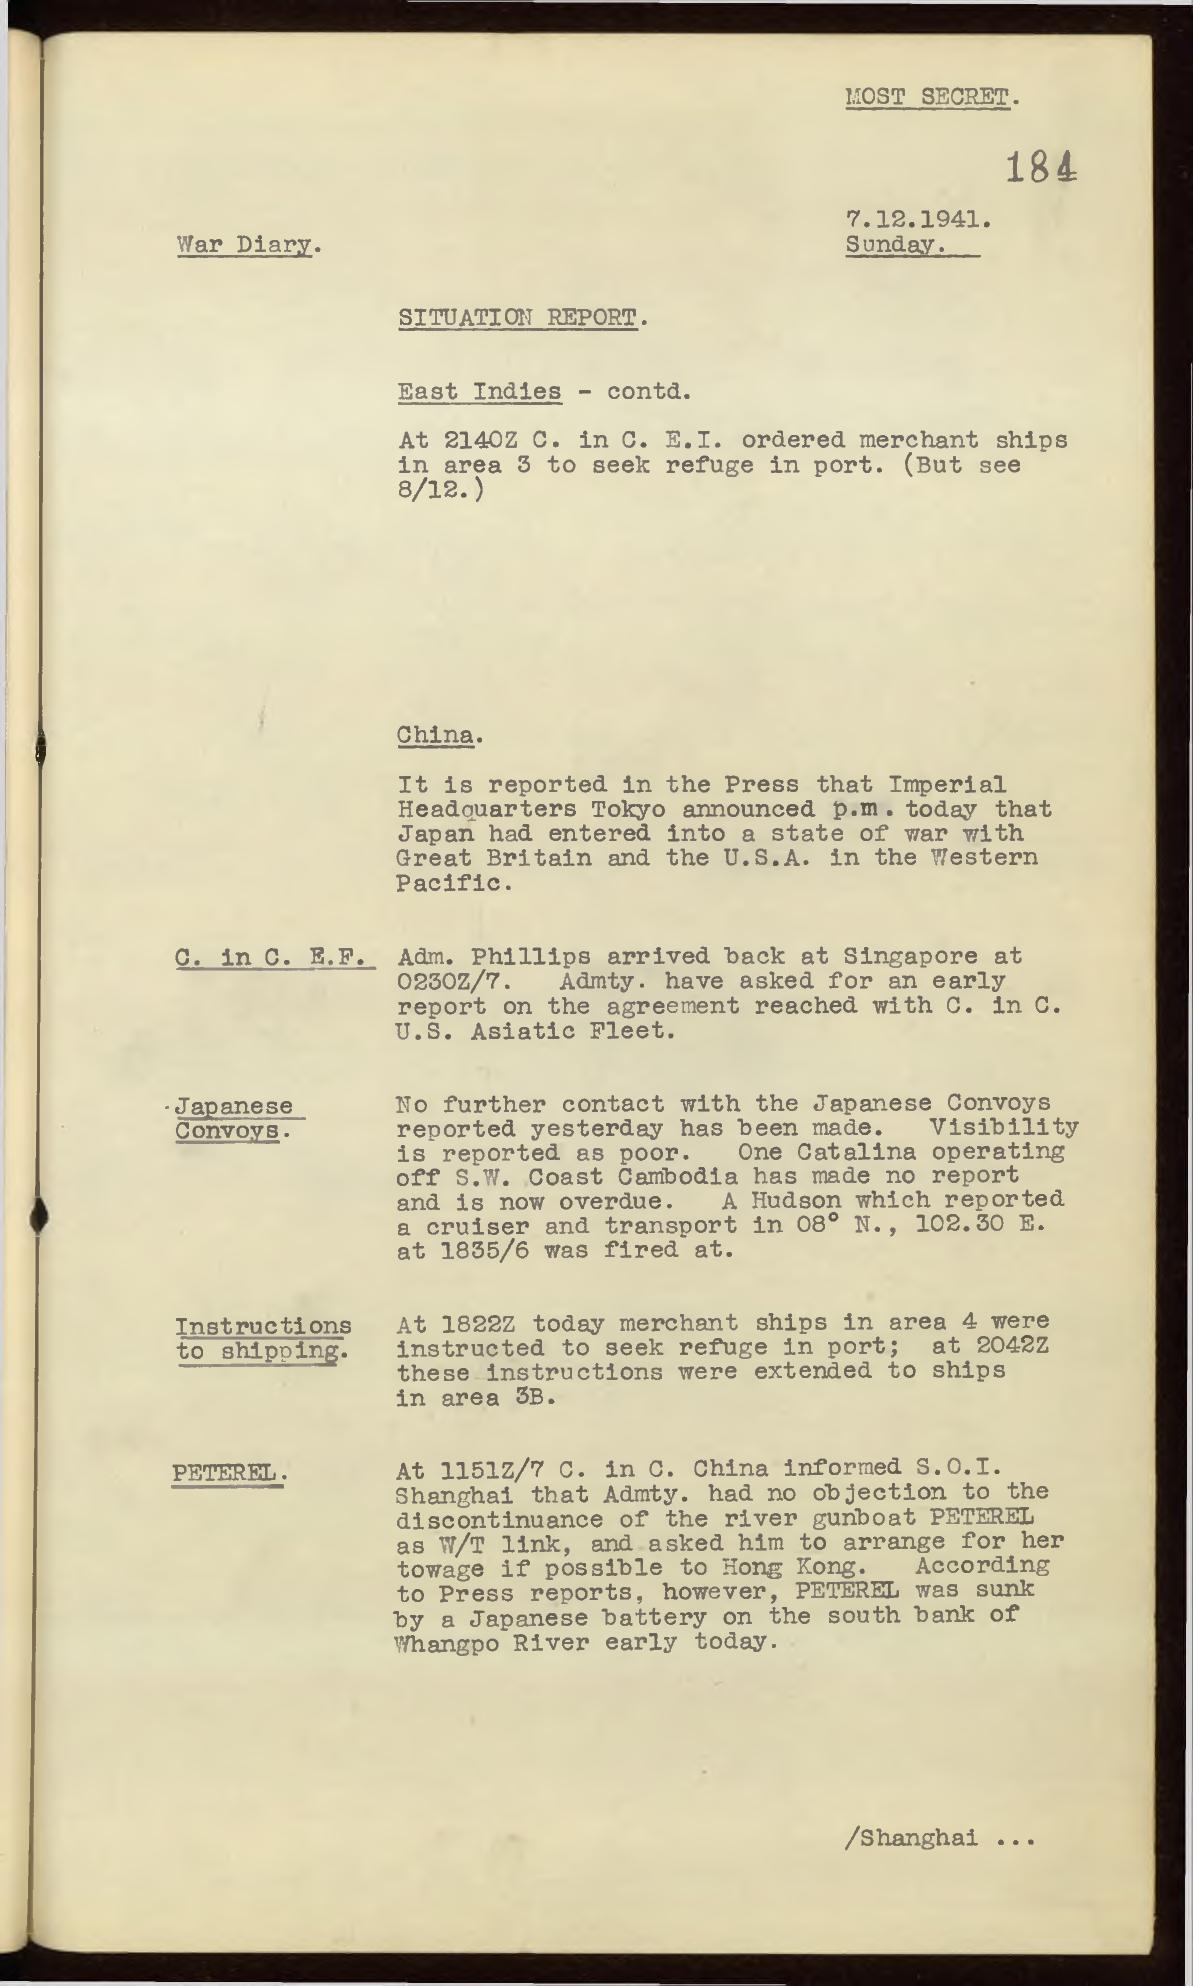 MOST SECRET.
184
7.12.1941.
War Diary.
Sunday.
SITUATION REPORT.
East Indies - contd.
At 2140Z C. in C. E.I. ordered merchant ships
in area 3 to seek refuge in port. (But see
8/12.)
China.
It is reported in the Press that Imperial
Headquarters Tokyo announced p.m. today that
Japan had entered into a state of war with
Great Britain and the U.S.A. in the Western
Pacific.
C. in C. E.F.
Adm. Phillips arrived back at Singapore at
0230Z/7. Admty. have asked for an early
report on the agreement reached with C. in C.
U.S. Asiatic Fleet.
Japanese
Convoys.
No further contact with the Japanese Convoys
reported yesterday has been made. Visibility
is reported as poor. One Catalina operating
off S.W. Coast Cambodia has made no report
and is now overdue. A Hudson which reported
a cruiser and transport in 08° N., 102.30 E.
at 1835/6 was fired at.
Instructions
to shipping.
At 1822Z today merchant ships in area 4 were
instructed to seek refuge in port; at 2042Z
these instructions were extended to ships
in area 3B.
PETEREL.
At 1151Z/7 C. in C. China informed S.O.I.
Shanghai that Admty. had no objection to the
discontinuance of the river gunboat PETEREL
as W/T link, and asked him to arrange for her
towage if possible to Hong Kong. According
to Press reports, however, PETEREL was sunk
by a Japanese battery on the south bank of
Whangpo River early today.
/Shanghai ...